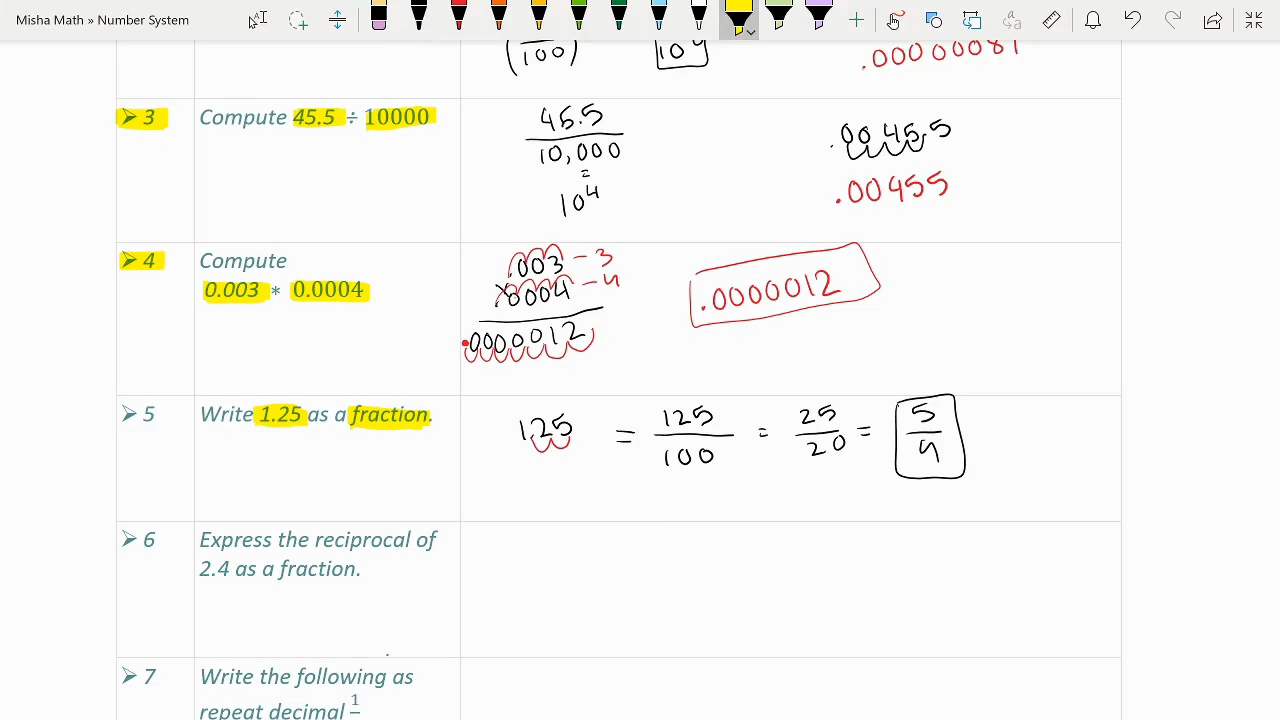 Misha Math » Number System
(100)
10
.00000081
➢ 3 Compute 45.5 ÷ 10000
45.5
10,000
=
10⁴
.0045.5
.00455
➢ 4 Compute
0.003 * 0.0004
.003 – 3
×.0004 – 4
.0000012
.0000012
➢ 5 Write 1.25 as a fraction.
125 = 125/100 = 25/20 = 5/4
➢ 6 Express the reciprocal of
2.4 as a fraction.
➢ 7 Write the following as
repeat decimal 1